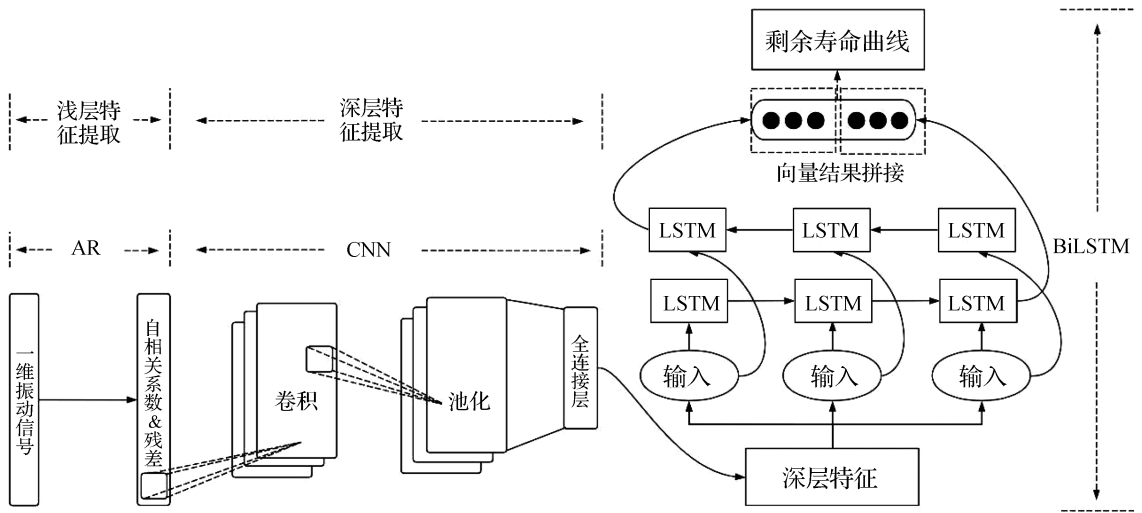 剩余寿命曲线
浅层特
征提取
深层特
征提取
向量结果拼接
AR
CNN
LSTM
LSTM
LSTM
BiLSTM
LSTM
LSTM
LSTM
一维振动信号
自相关系数&残差
卷积
池化
全连接层
输入
输入
输入
深层特征